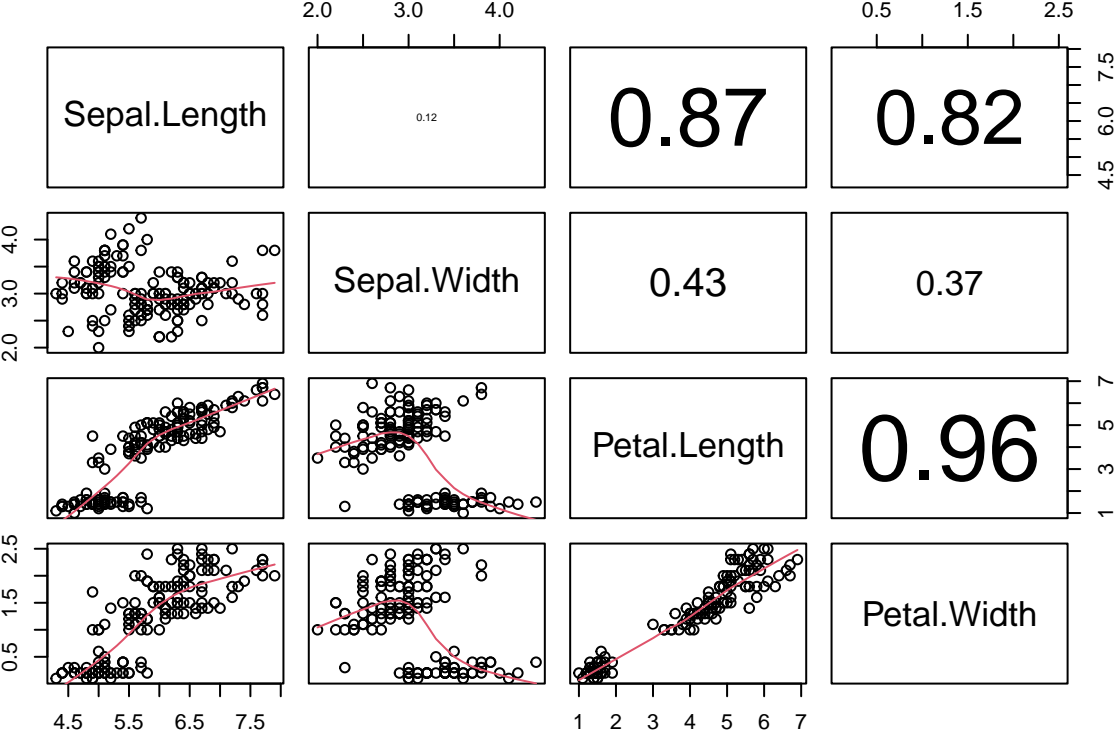 2.0 3.0 4.0 0.5 1.5 2.5
Sepal.Length 0.12 0.87 0.82 4.5 6.0 7.5
2.0 3.0 4.0 Sepal.Width 0.43 0.37
Petal.Length 0.96 1 3 5 7
0.5 1.5 2.5 Petal.Width
4.5 5.5 6.5 7.5 1 2 3 4 5 6 7